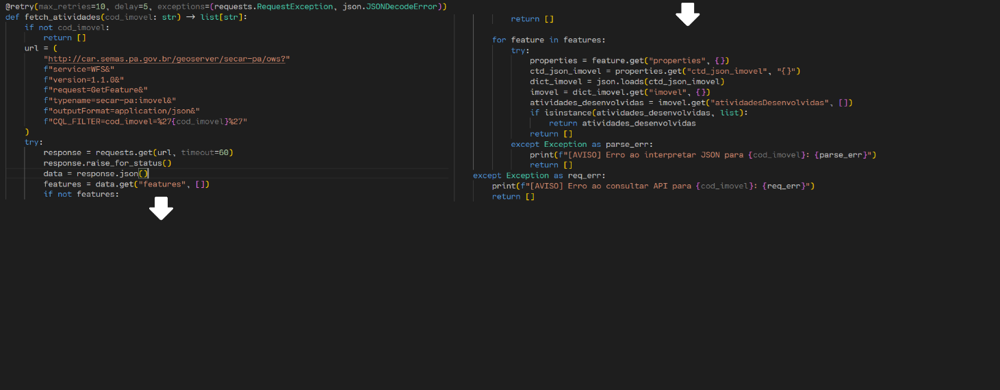 @retry(max_retries=10, delay=5, exceptions=(requests.RequestException, json.JSONDecodeError))
def fetch_atividades(cod_imovel: str) -> list[str]:
    if not cod_imovel:
        return []
    url = (
        "http://car.semas.pa.gov.br/geoserver/secar-pa/ows?"
        f"service=WFS&"
        f"version=1.1.0&"
        f"request=GetFeature&"
        f"typename=secar-pa:imovel&"
        f"outputFormat=application/json&"
        f"CQL_FILTER=cod_imovel=%27{cod_imovel}%27"
    )
    try:
        response = requests.get(url, timeout=60)
        response.raise_for_status()
        data = response.json()
        features = data.get("features", [])
        if not features:
            return []

        for feature in features:
            try:
                properties = feature.get("properties", {})
                ctd_json_imovel = properties.get("ctd_json_imovel", "{}")
                dict_imovel = json.loads(ctd_json_imovel)
                imovel = dict_imovel.get("imovel", {})
                atividades_desenvolvidas = imovel.get("atividadesDesenvolvidas", [])
                if isinstance(atividades_desenvolvidas, list):
                    return atividades_desenvolvidas
                return []
            except Exception as parse_err:
                print(f"[AVISO] Erro ao interpretar JSON para {cod_imovel}: {parse_err}")
                return []
    except Exception as req_err:
        print(f"[AVISO] Erro ao consultar API para {cod_imovel}: {req_err}")
        return []